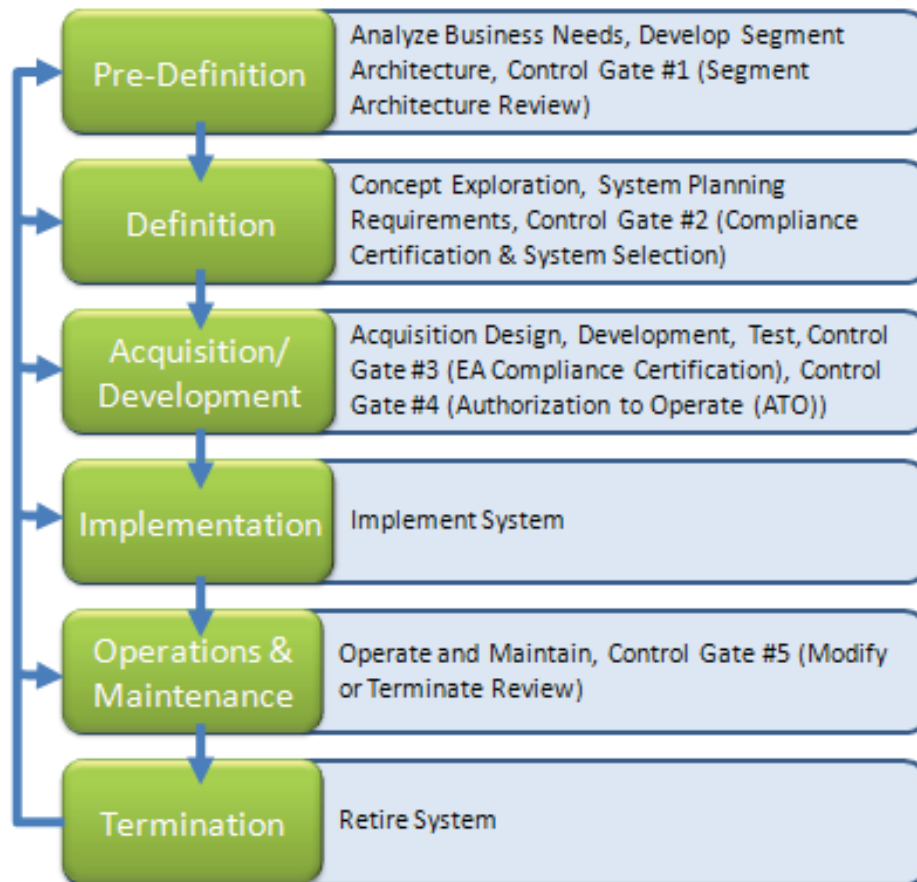 Pre-Definition
Analyze Business Needs, Develop Segment
Architecture, Control Gate #1 (Segment
Architecture Review)
Definition
Concept Exploration, System Planning
Requirements, Control Gate #2 (Compliance
Certification & System Selection)
Acquisition/
Development
Acquisition Design, Development, Test, Control
Gate #3 (EA Compliance Certification), Control
Gate #4 (Authorization to Operate (ATO))
Implementation
Implement System
Operations &
Maintenance
Operate and Maintain, Control Gate #5 (Modify
or Terminate Review)
Termination
Retire System